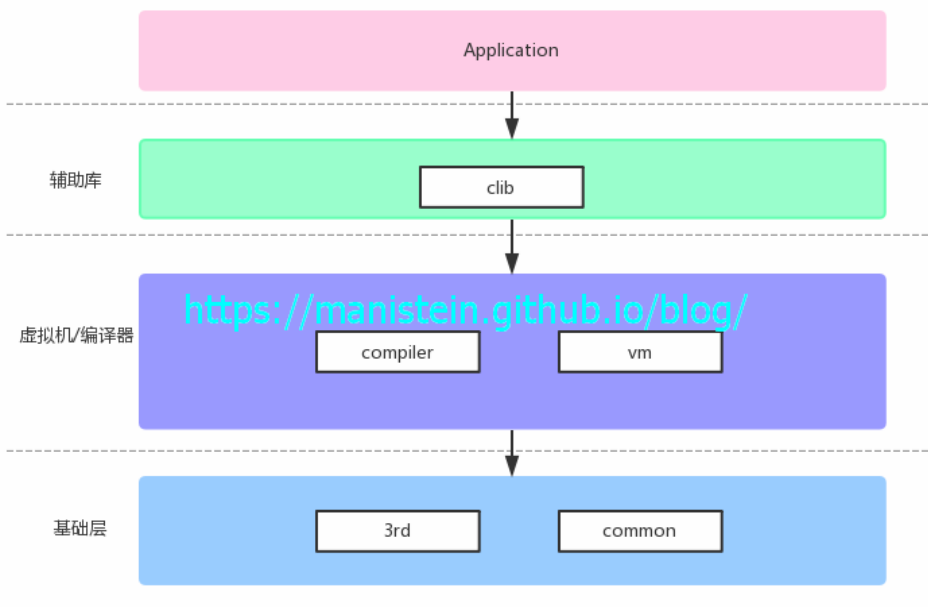 Application
辅助库
clib
https://manistein.github.io/blog/
虚拟机/编译器
compiler
vm
基础层
3rd
common